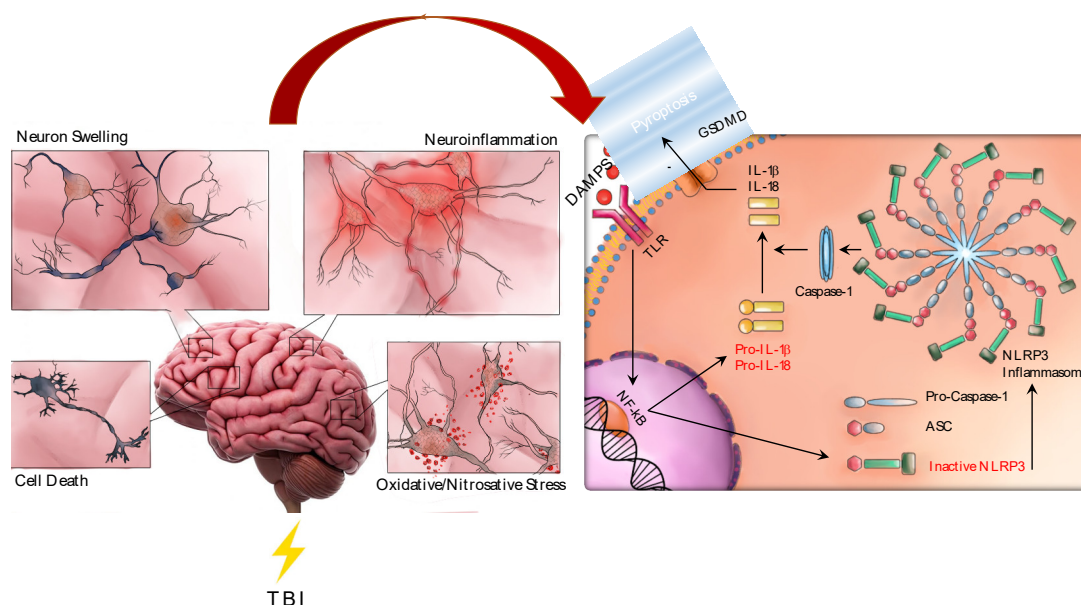 Neuron Swelling
Neuroinflammation
Cell Death
Oxidative/Nitrosative Stress
TBI
Pyroptosis
GSDMD
DAMPS
TLR
IL-1β
IL-18
Caspase-1
Pro-IL-1β
Pro-IL-18
NF-kB
NLRP3
Inflammasom
Pro-Caspase-1
ASC
Inactive NLRP3